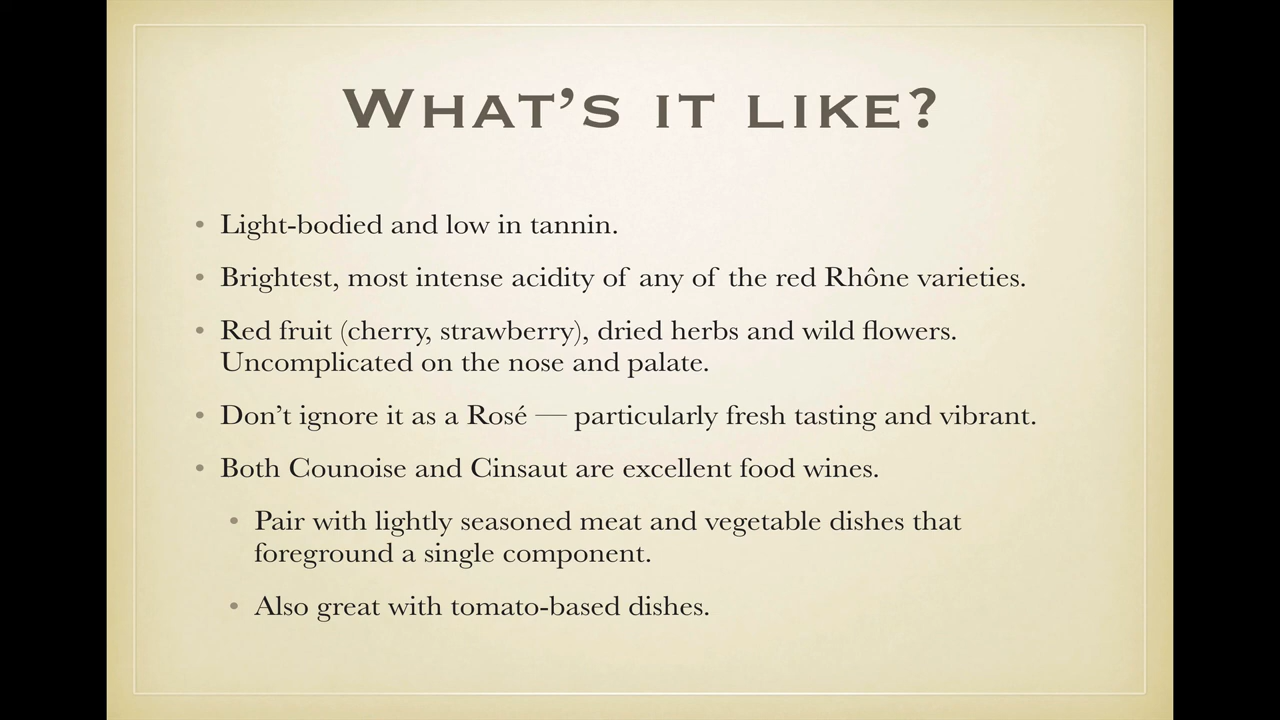 What's it like?
• Light-bodied and low in tannin.
• Brightest, most intense acidity of any of the red Rhône varieties.
• Red fruit (cherry, strawberry), dried herbs and wild flowers.
Uncomplicated on the nose and palate.
• Don't ignore it as a Rosé — particularly fresh tasting and vibrant.
• Both Counoise and Cinsaut are excellent food wines.
• Pair with lightly seasoned meat and vegetable dishes that
foreground a single component.
• Also great with tomato-based dishes.